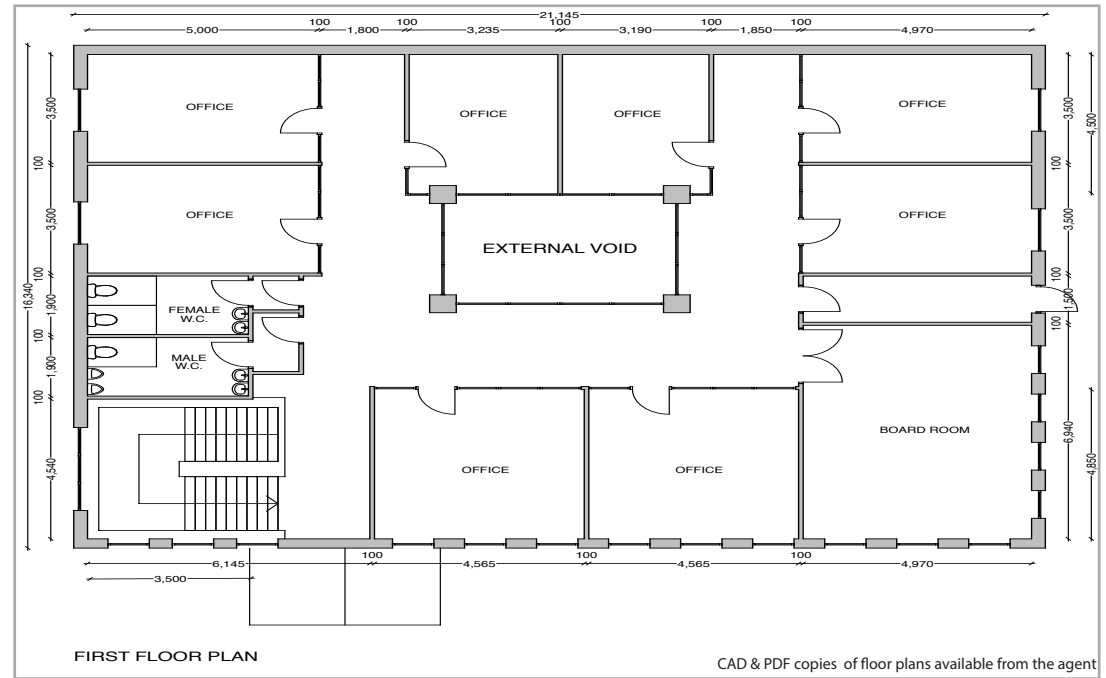 21,145
100 100 100 100 100
5,000 1,800 3,235 3,190 1,850 4,970
OFFICE
OFFICE
OFFICE
OFFICE
OFFICE
OFFICE
EXTERNAL VOID
FEMALE
W.C.
MALE
W.C.
BOARD ROOM
OFFICE
OFFICE
16,340
3,500
100
3,500
100
1,900
100
1,900
100
4,540
3,500
100
3,500
100
1,500
100
6,940
4,500
4,850
100 100 100
6,145 4,565 4,565 4,970
3,500
FIRST FLOOR PLAN
CAD & PDF copies of floor plans available from the agent